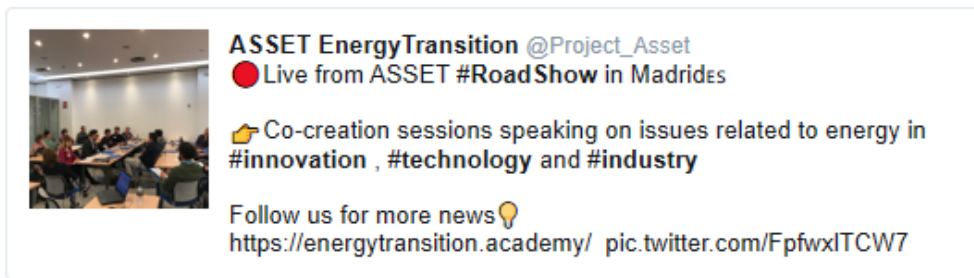 ASSET EnergyTransition @Project_Asset
🔴Live from ASSET #RoadShow in Madridᴇs
👉Co-creation sessions speaking on issues related to energy in
#innovation , #technology and #industry
Follow us for more news💡
https://energytransition.academy/ pic.twitter.com/FpfwxlTCW7